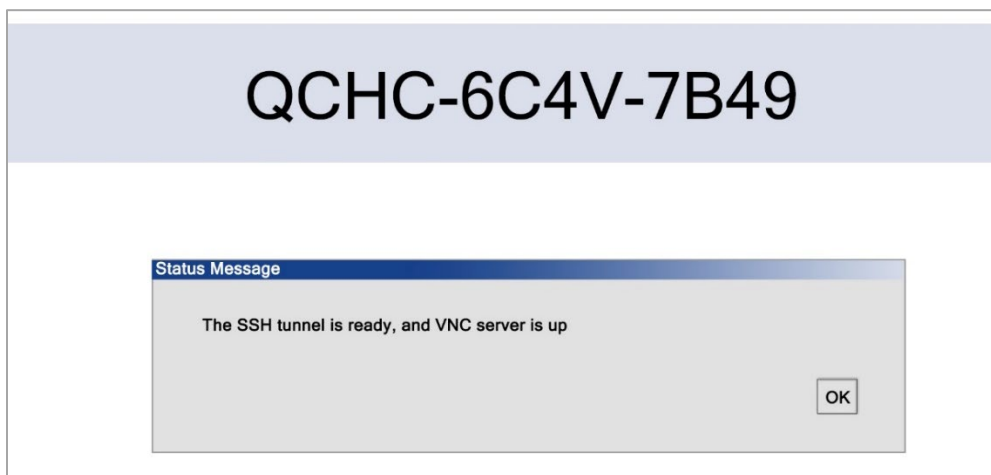 QCHC-6C4V-7B49
Status Message
The SSH tunnel is ready, and VNC server is up
OK